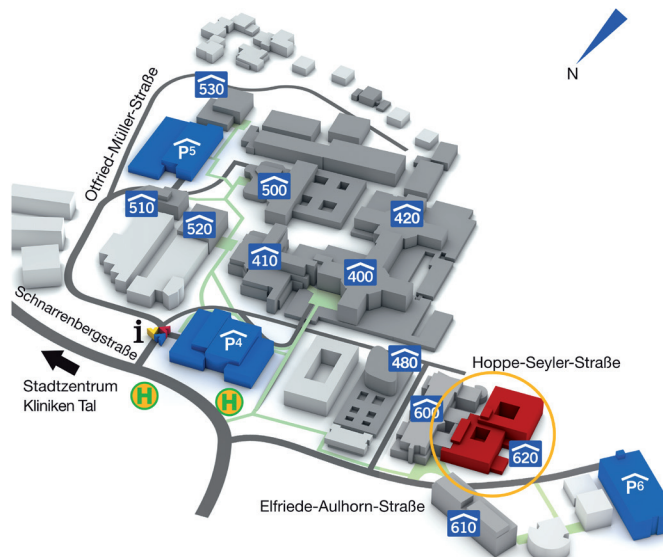 530
N
Otfried-Müller-Straße
P5
500
510
520
420
410
400
Schnarrenbergstraße
i
P4
480
Hoppe-Seyler-Straße
Stadtzentrum
Kliniken Tal
H
H
600
620
P6
Elfriede-Aulhorn-Straße
610